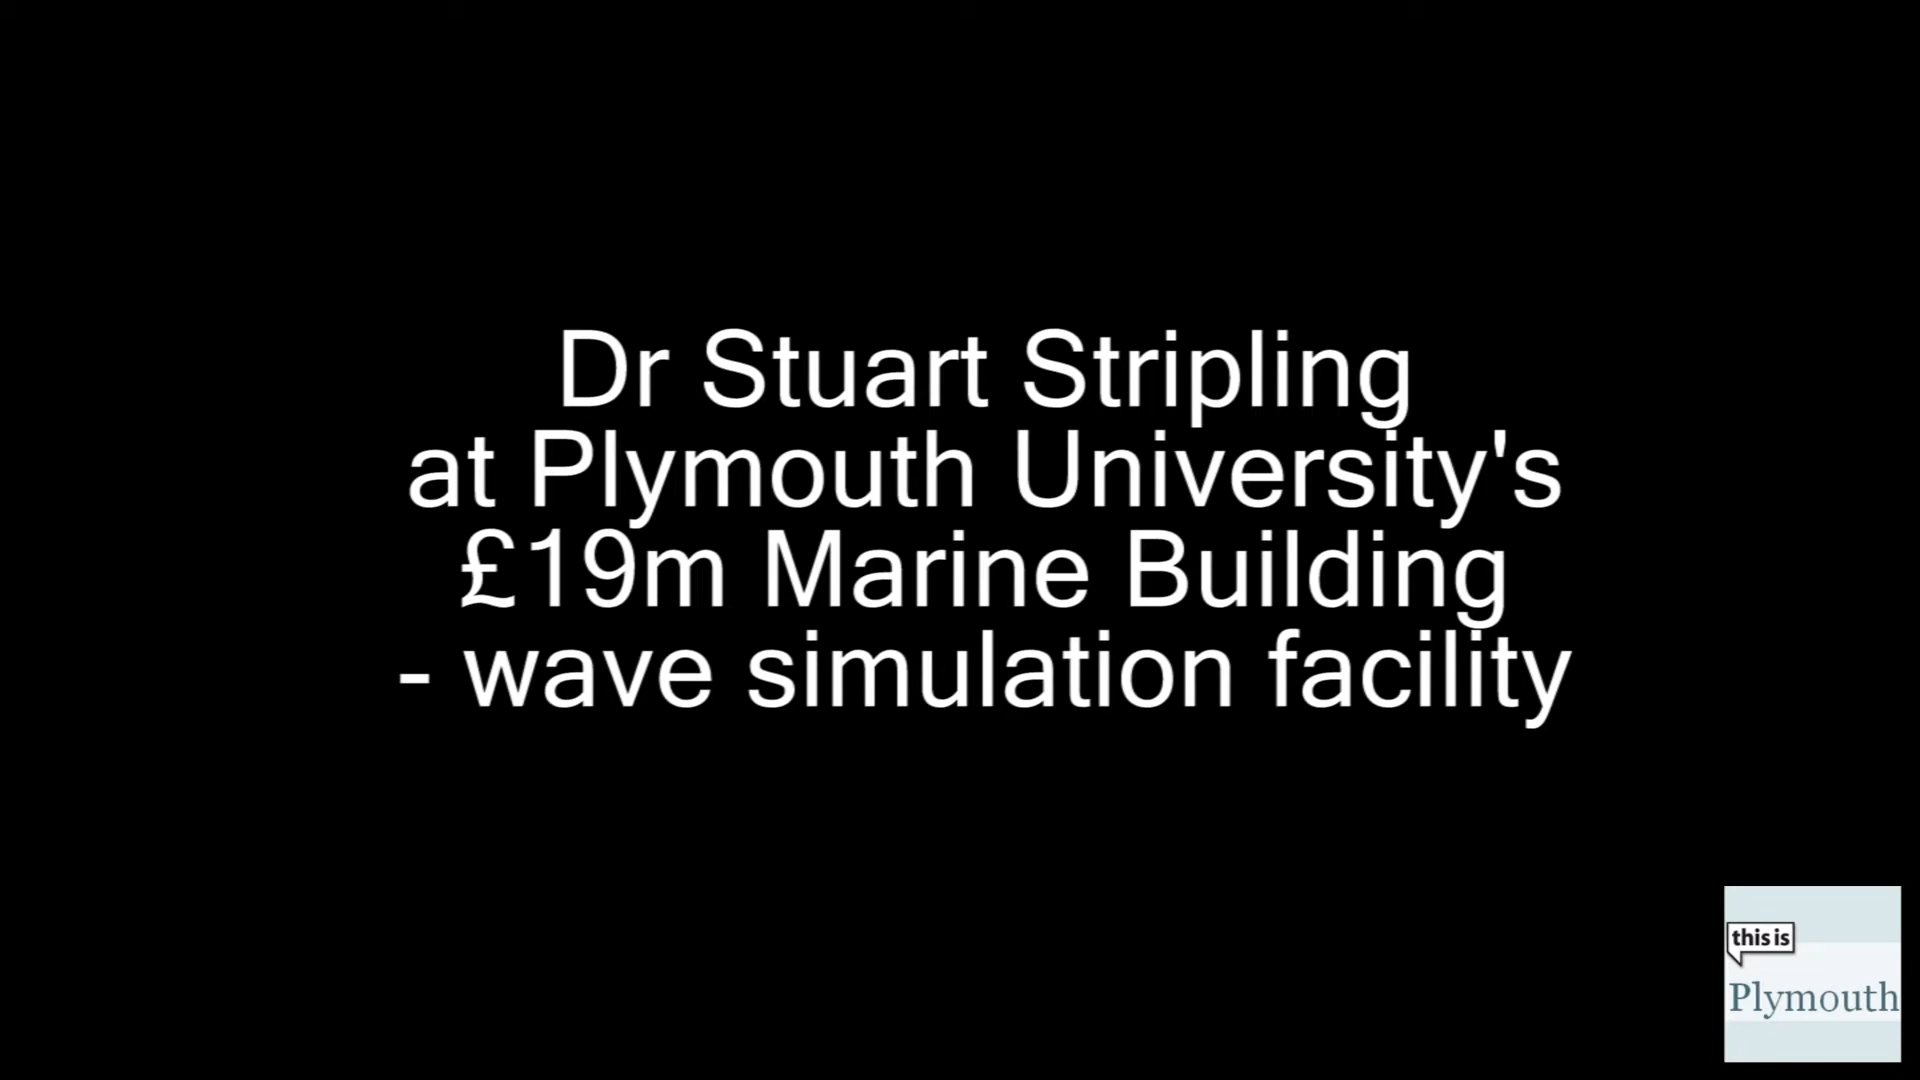 Dr Stuart Stripling
at Plymouth University's
£19m Marine Building
- wave simulation facility
this is
Plymouth